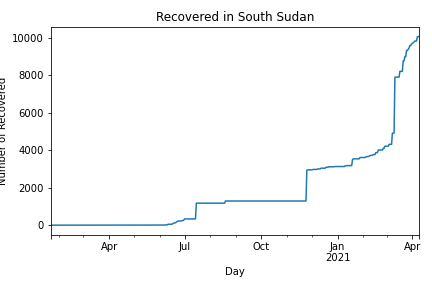 Recovered in South Sudan
Number of Recovered
10000
8000
6000
4000
2000
0
Apr
Jul
Oct
Jan
2021
Apr
Day